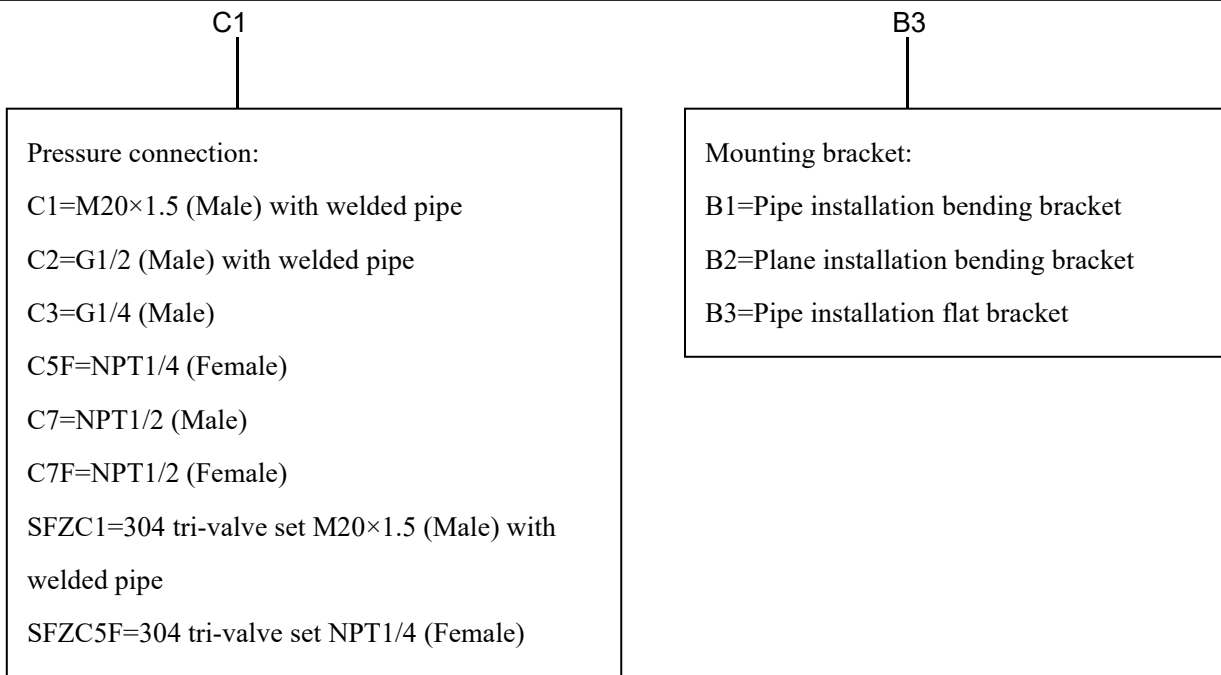 C1
B3
Pressure connection:
C1=M20×1.5 (Male) with welded pipe
C2=G1/2 (Male) with welded pipe
C3=G1/4 (Male)
C5F=NPT1/4 (Female)
C7=NPT1/2 (Male)
C7F=NPT1/2 (Female)
SFZC1=304 tri-valve set M20×1.5 (Male) with
welded pipe
SFZC5F=304 tri-valve set NPT1/4 (Female)
Mounting bracket:
B1=Pipe installation bending bracket
B2=Plane installation bending bracket
B3=Pipe installation flat bracket